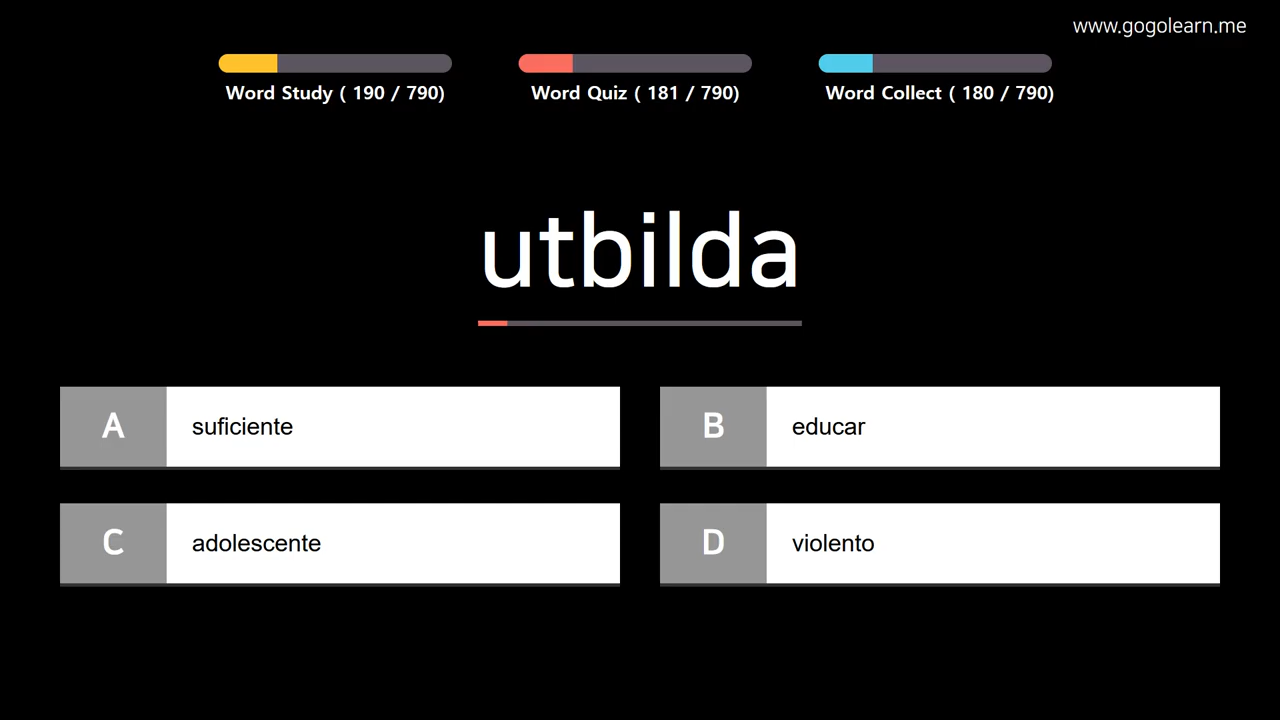 www.gogolearn.me
Word Study ( 190 / 790)
Word Quiz ( 181 / 790)
Word Collect ( 180 / 790)
utbilda
A suficiente
B educar
C adolescente
D violento